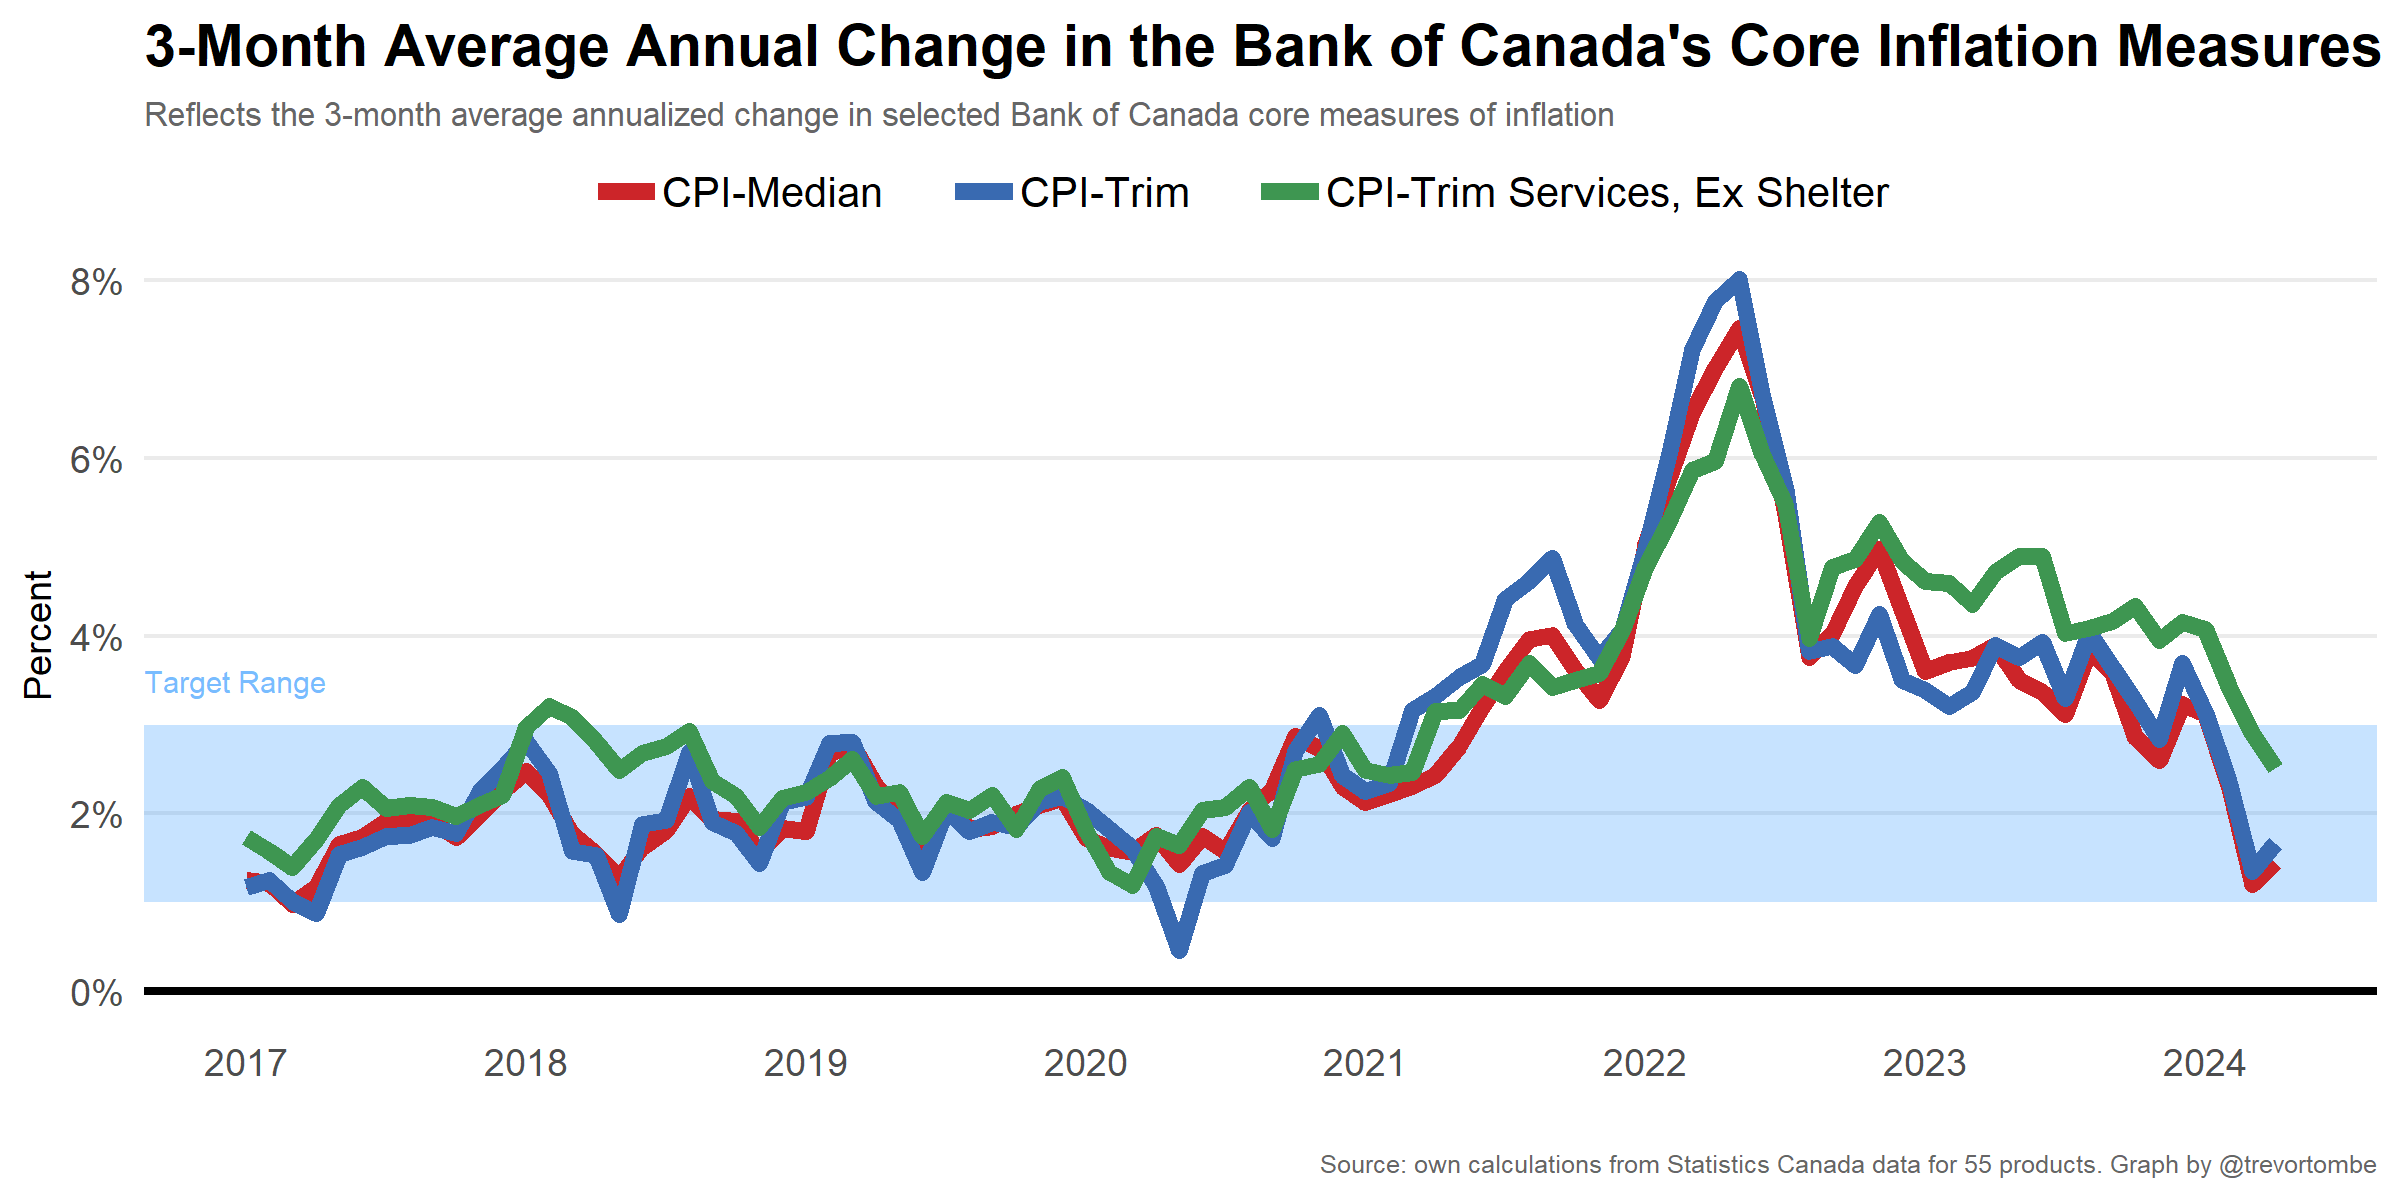 3-Month Average Annual Change in the Bank of Canada's Core Inflation Measures
Reflects the 3-month average annualized change in selected Bank of Canada core measures of inflation
CPI-Median CPI-Trim CPI-Trim Services, Ex Shelter
8%
6%
4%
Target Range
2%
0%
Percent
2017 2018 2019 2020 2021 2022 2023 2024
Source: own calculations from Statistics Canada data for 55 products. Graph by @trevortombe